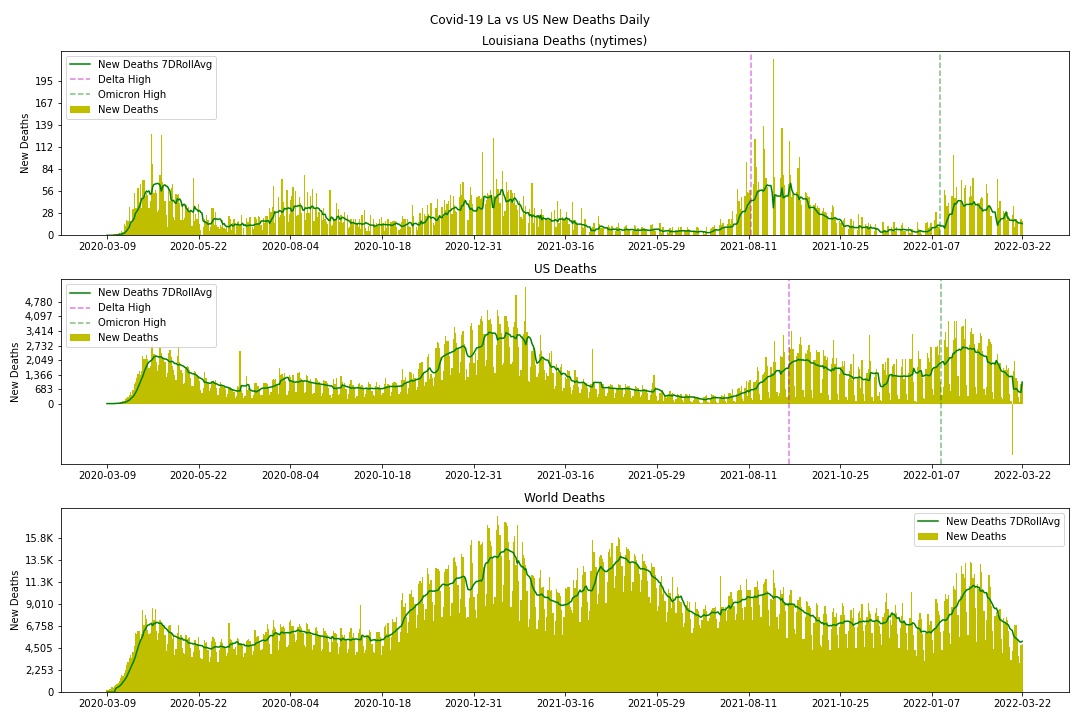 Covid-19 La vs US New Deaths Daily
Louisiana Deaths (nytimes)
New Deaths
195
167
139
112
84
56
28
0
New Deaths 7DRollAvg
Delta High
Omicron High
New Deaths
2020-03-09 2020-05-22 2020-08-04 2020-10-18 2020-12-31 2021-03-16 2021-05-29 2021-08-11 2021-10-25 2022-01-07 2022-03-22
US Deaths
New Deaths
4,780
4,097
3,414
2,732
2,049
1,366
683
0
New Deaths 7DRollAvg
Delta High
Omicron High
New Deaths
2020-03-09 2020-05-22 2020-08-04 2020-10-18 2020-12-31 2021-03-16 2021-05-29 2021-08-11 2021-10-25 2022-01-07 2022-03-22
World Deaths
New Deaths
15.8K
13.5K
11.3K
9,010
6,758
4,505
2,253
0
New Deaths 7DRollAvg
New Deaths
2020-03-09 2020-05-22 2020-08-04 2020-10-18 2020-12-31 2021-03-16 2021-05-29 2021-08-11 2021-10-25 2022-01-07 2022-03-22